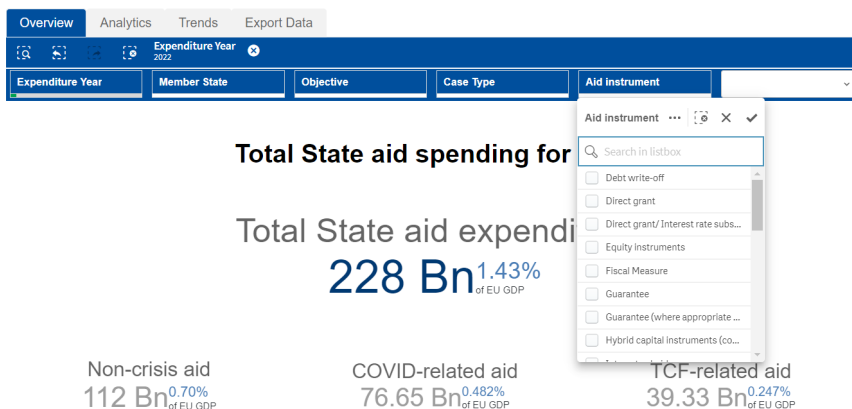 Overview Analytics Trends Export Data
Expenditure Year
2022
Expenditure Year Member State Objective Case Type Aid instrument
Aid instrument
Search in listbox
Total State aid spending for
Debt write-off
Direct grant
Direct grant/ Interest rate subs...
Total State aid expendi
Equity instruments
228 Bn 1.43%
of EU GDP
Fiscal Measure
Guarantee
Guarantee (where appropriate ...
Hybrid capital instruments (co...
Non-crisis aid COVID-related aid TCF-related aid
112 Bn 0.70% 76.65 Bn 0.482% 39.33 Bn 0.247%
of EU GDP of EU GDP of EU GDP